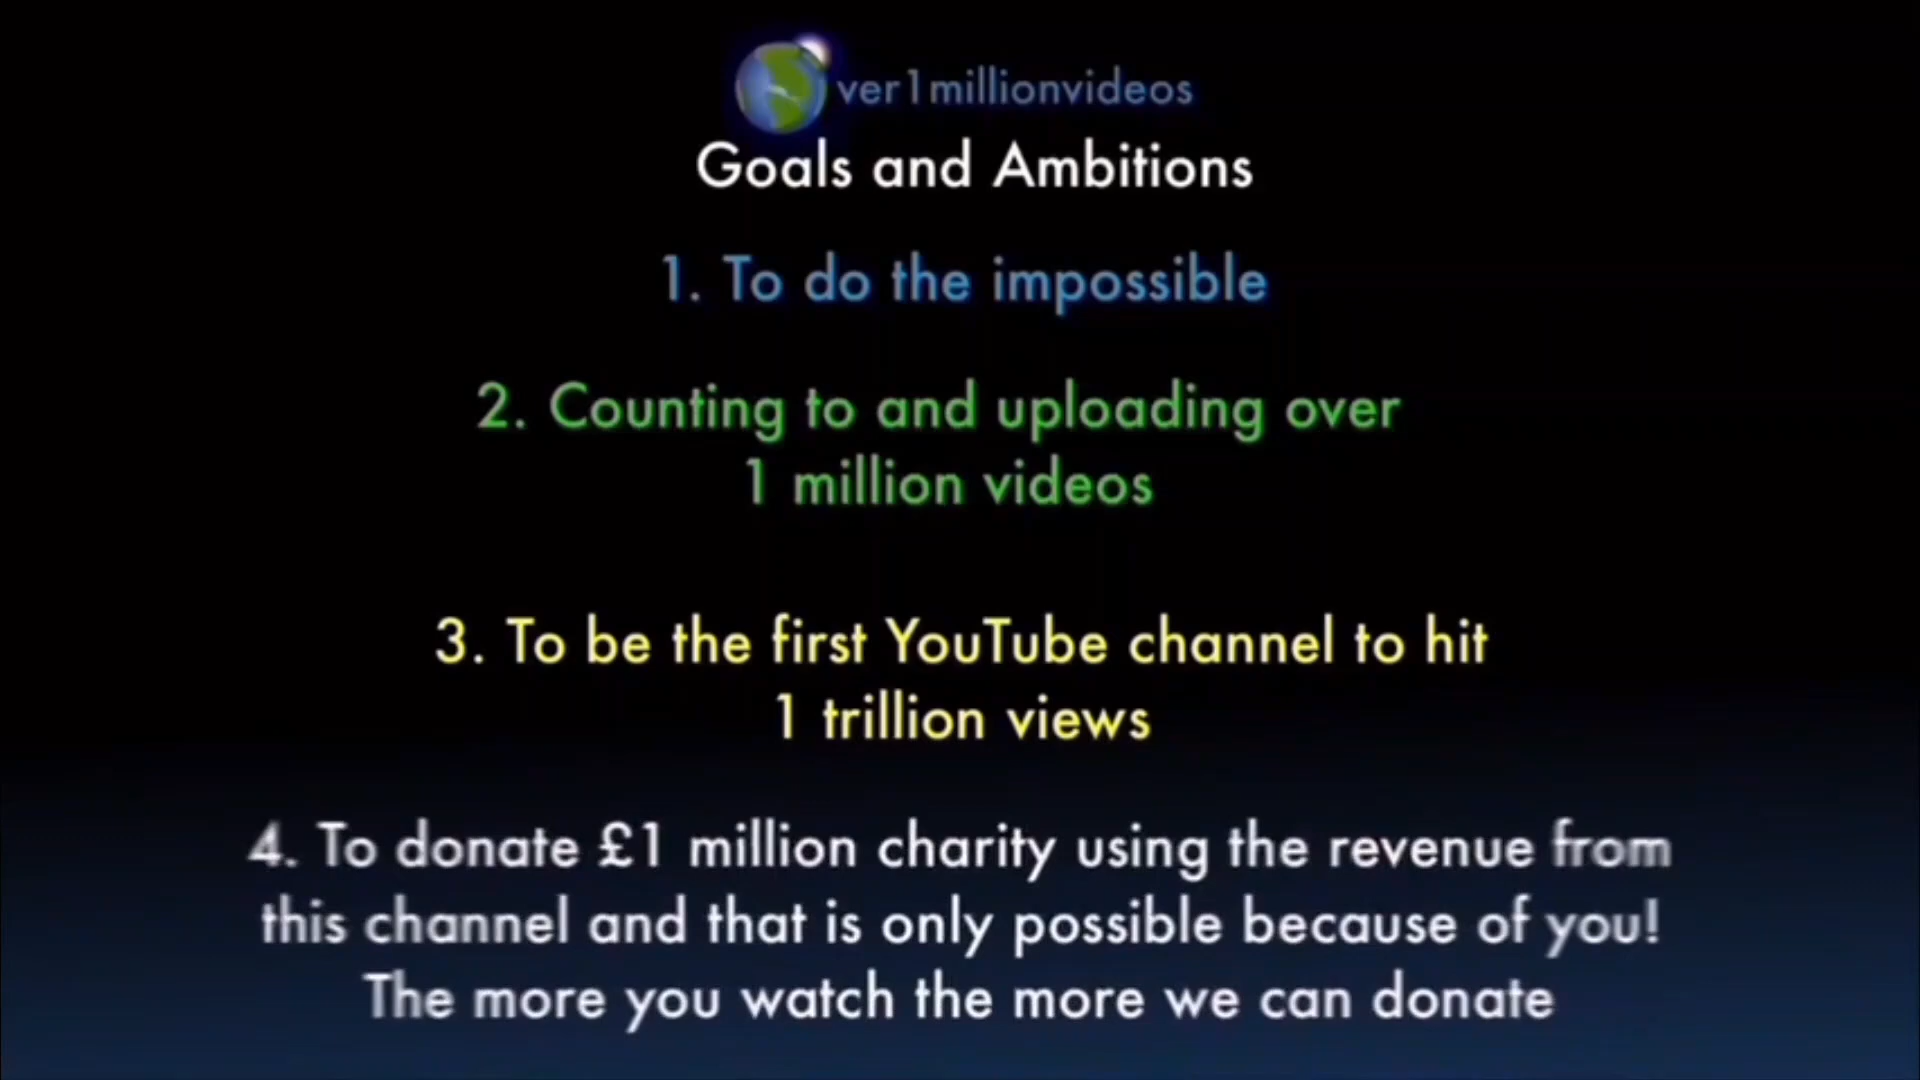 ver1millionvideos
Goals and Ambitions
1. To do the impossible
2. Counting to and uploading over
1 million videos
3. To be the first YouTube channel to hit
1 trillion views
4. To donate £1 million charity using the revenue from
this channel and that is only possible because of you!
The more you watch the more we can donate